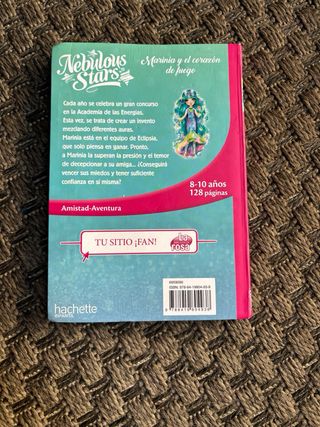 Nebulous
Stars
Marinia y el corazón
de fuego
Cada año se celebra un gran concurso
en la Academia de las Energías.
Esta vez, se trata de crear un invento
mezclando diferentes auras.
Marinia está en el equipo de Eclipsia,
que solo piensa en ganar. Pronto,
a Marinia la superan la presión y el temor
de decepcionar a su amiga... ¿Conseguirá
vencer sus miedos y tener suficiente
confianza en sí misma?
8-10 años
128 páginas
Amistad-Aventura
TU SITIO ¡FAN!
rosa
hachette
INFANTIL